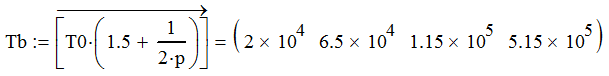 Tb := [T0·(1.5 + 1/(2·p))] = (2 × 10⁴ 6.5 × 10⁴ 1.15 × 10⁵ 5.15 × 10⁵)